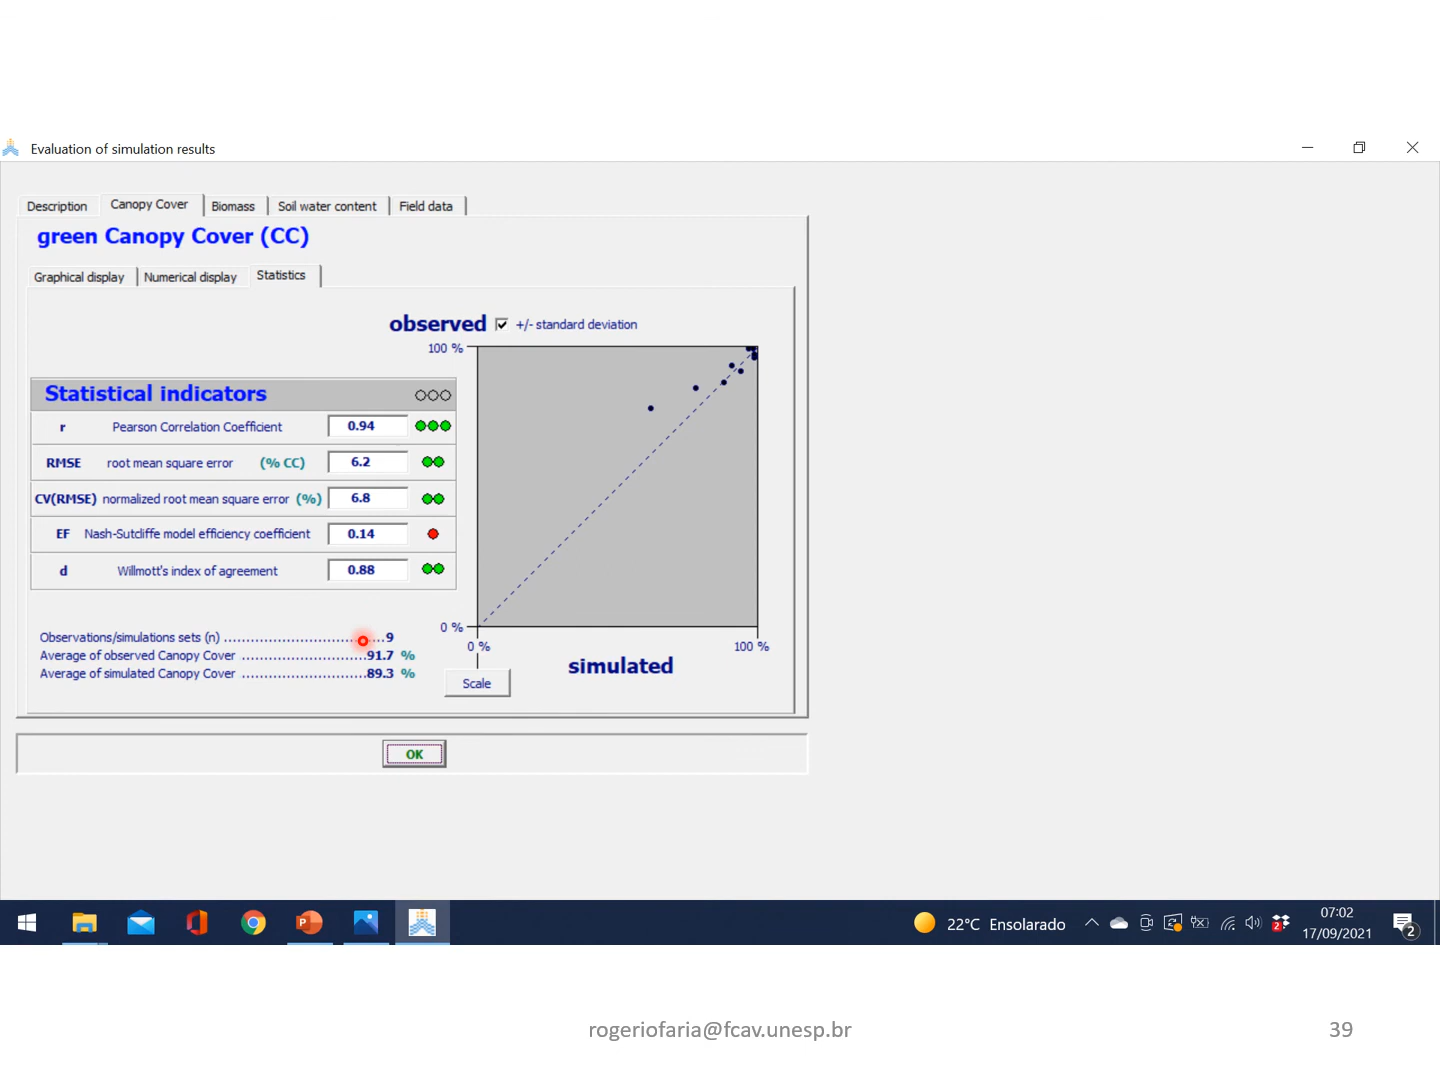 Evaluation of simulation results
Description Canopy Cover Biomass Soil water content Field data
green Canopy Cover (CC)
Graphical display Numerical display Statistics
observed +/- standard deviation
100 %
Statistical indicators
r Pearson Correlation Coefficient 0.94
RMSE root mean square error (% CC) 6.2
CV(RMSE) normalized root mean square error (%) 6.8
EF Nash-Sutcliffe model efficiency coefficient 0.14
d Willmott's index of agreement 0.88
0 %
0 % 100 %
simulated
Scale
Observations/simulations sets (n) ................................... 9
Average of observed Canopy Cover ............................ 91.7 %
Average of simulated Canopy Cover ............................ 89.3 %
OK
22°C Ensolarado
2
07:02
17/09/2021
2
rogeriofaria@fcav.unesp.br
39